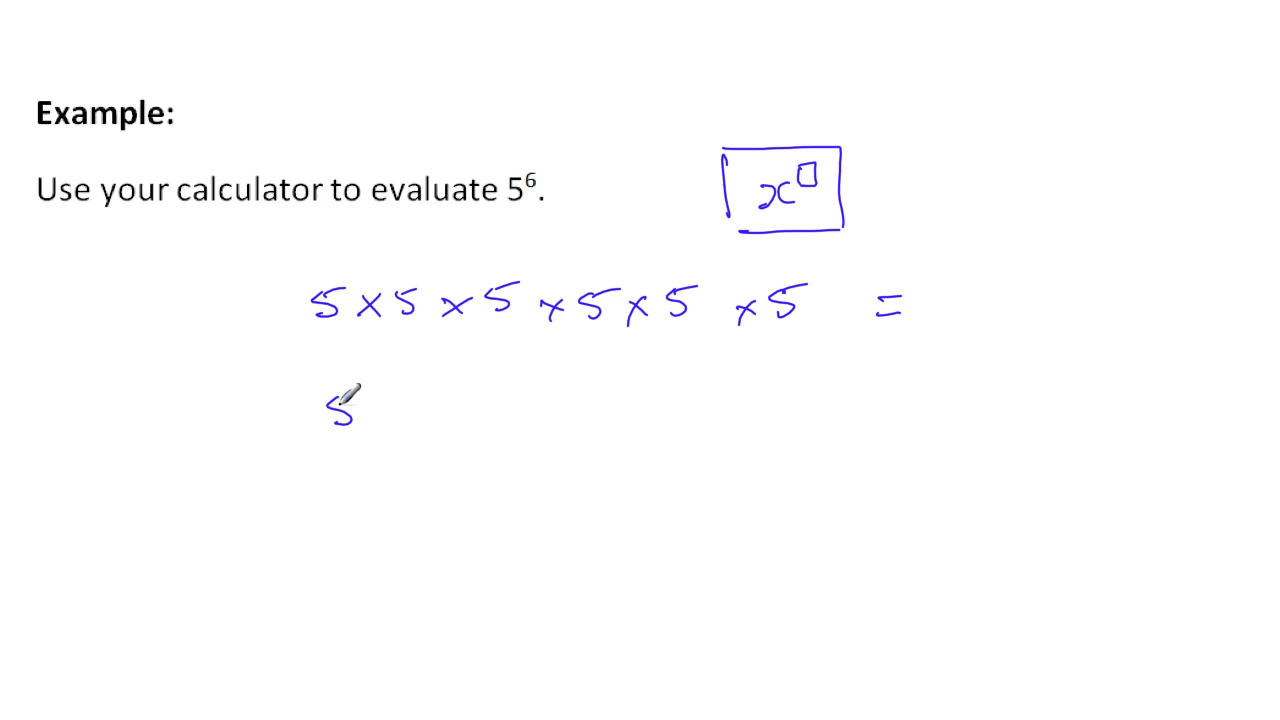 Example:
Use your calculator to evaluate 5⁶.
x□
5 × 5 × 5 × 5 × 5 × 5 =
5